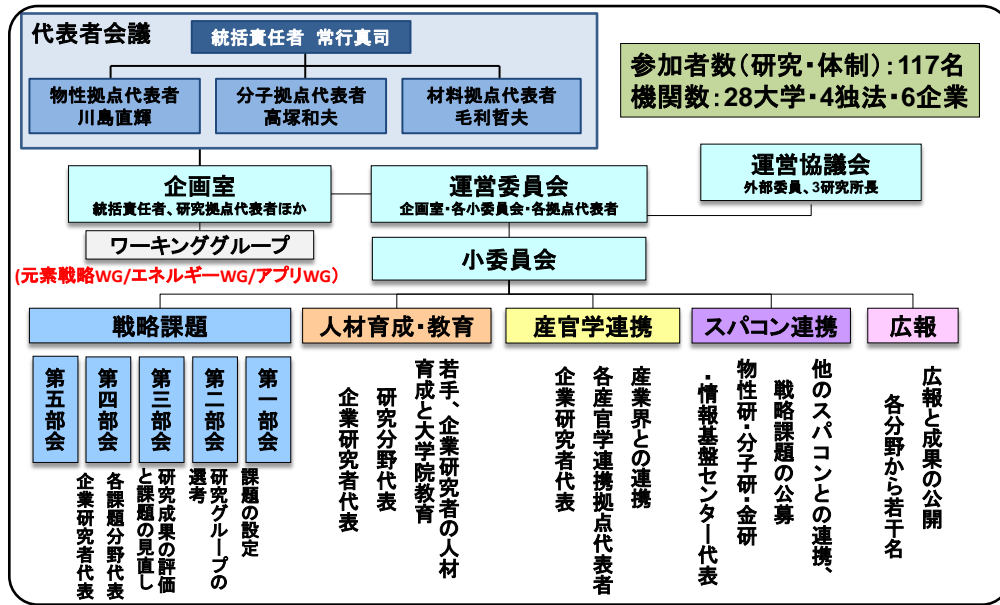 代表者会議
統括責任者 常行真司
物性拠点代表者
川島直輝
分子拠点代表者
高塚和夫
材料拠点代表者
毛利哲夫
参加者数(研究・体制):117名
機関数:28大学・4独法・6企業
企画室
統括責任者、研究拠点代表者ほか
運営委員会
企画室・各小委員会・各拠点代表者
運営協議会
外部委員、3研究所長
ワーキンググループ
(元素戦略WG/エネルギーWG/アプリWG)
小委員会
戦略課題
第一部会
第二部会
第三部会
第四部会
第五部会
課題の設定
研究グループの
選考
研究成果の評価
と課題の見直し
各課題分野代表
企業研究者代表
人材育成・教育
若手、企業研究者の人材
育成と大学院教育
研究分野代表
企業研究者代表
産官学連携
産業界との連携
各産官学連携拠点代表者
企業研究者代表
スパコン連携
他のスパコンとの連携、
戦略課題の公募
物性研・分子研・金研
・情報基盤センター代表
広報
広報と成果の公開
各分野から若干名